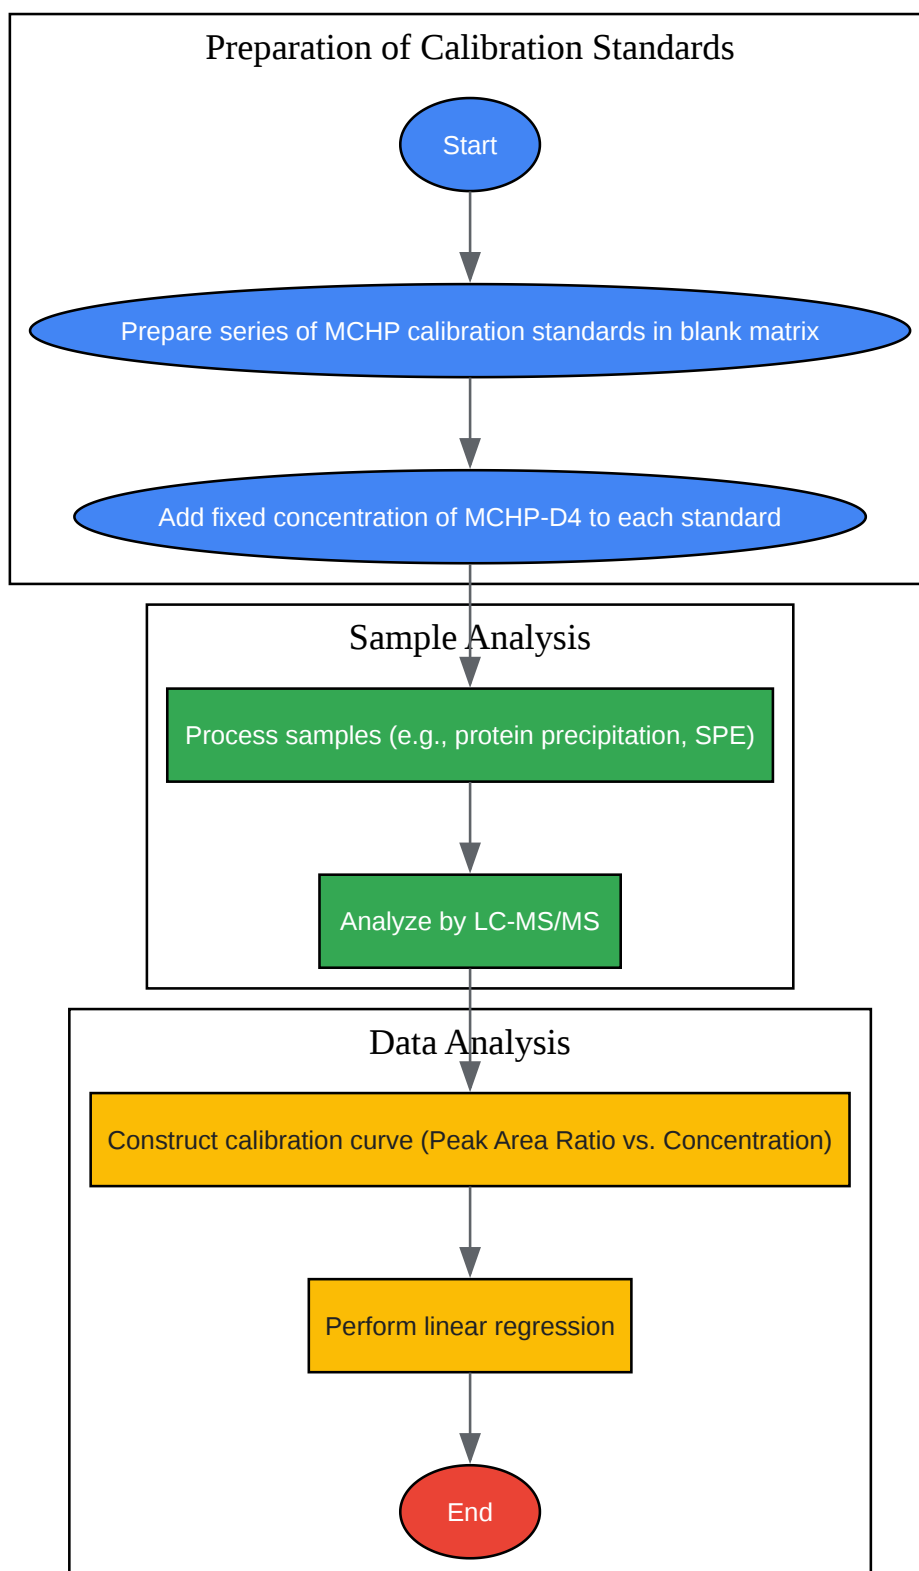 Preparation of Calibration Standards
Start
Prepare series of MCHP calibration standards in blank matrix
Add fixed concentration of MCHP-D4 to each standard
Sample Analysis
Process samples (e.g., protein precipitation, SPE)
Analyze by LC-MS/MS
Data Analysis
Construct calibration curve (Peak Area Ratio vs. Concentration)
Perform linear regression
End